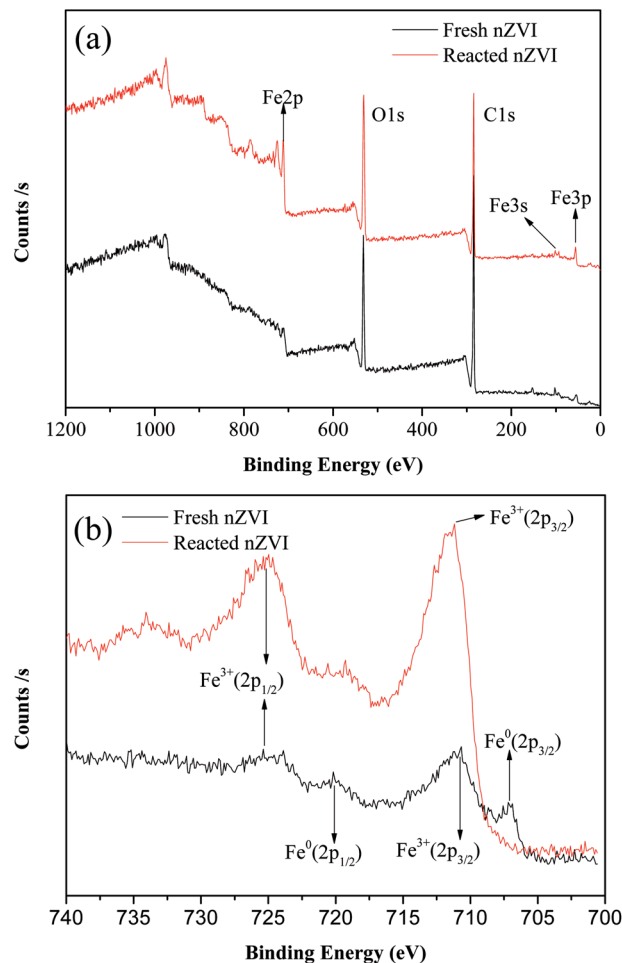 (a)
Fresh nZVI
Reacted nZVI
Fe2p
O1s
C1s
Fe3s
Fe3p
Counts /s
1200 1000 800 600 400 200 0
Binding Energy (eV)
(b)
Fresh nZVI
Reacted nZVI
Fe³⁺(2p₃/₂)
Fe³⁺(2p₁/₂)
Fe⁰(2p₃/₂)
Fe⁰(2p₁/₂)
Fe³⁺(2p₃/₂)
Counts /s
740 735 730 725 720 715 710 705 700
Binding Energy (eV)